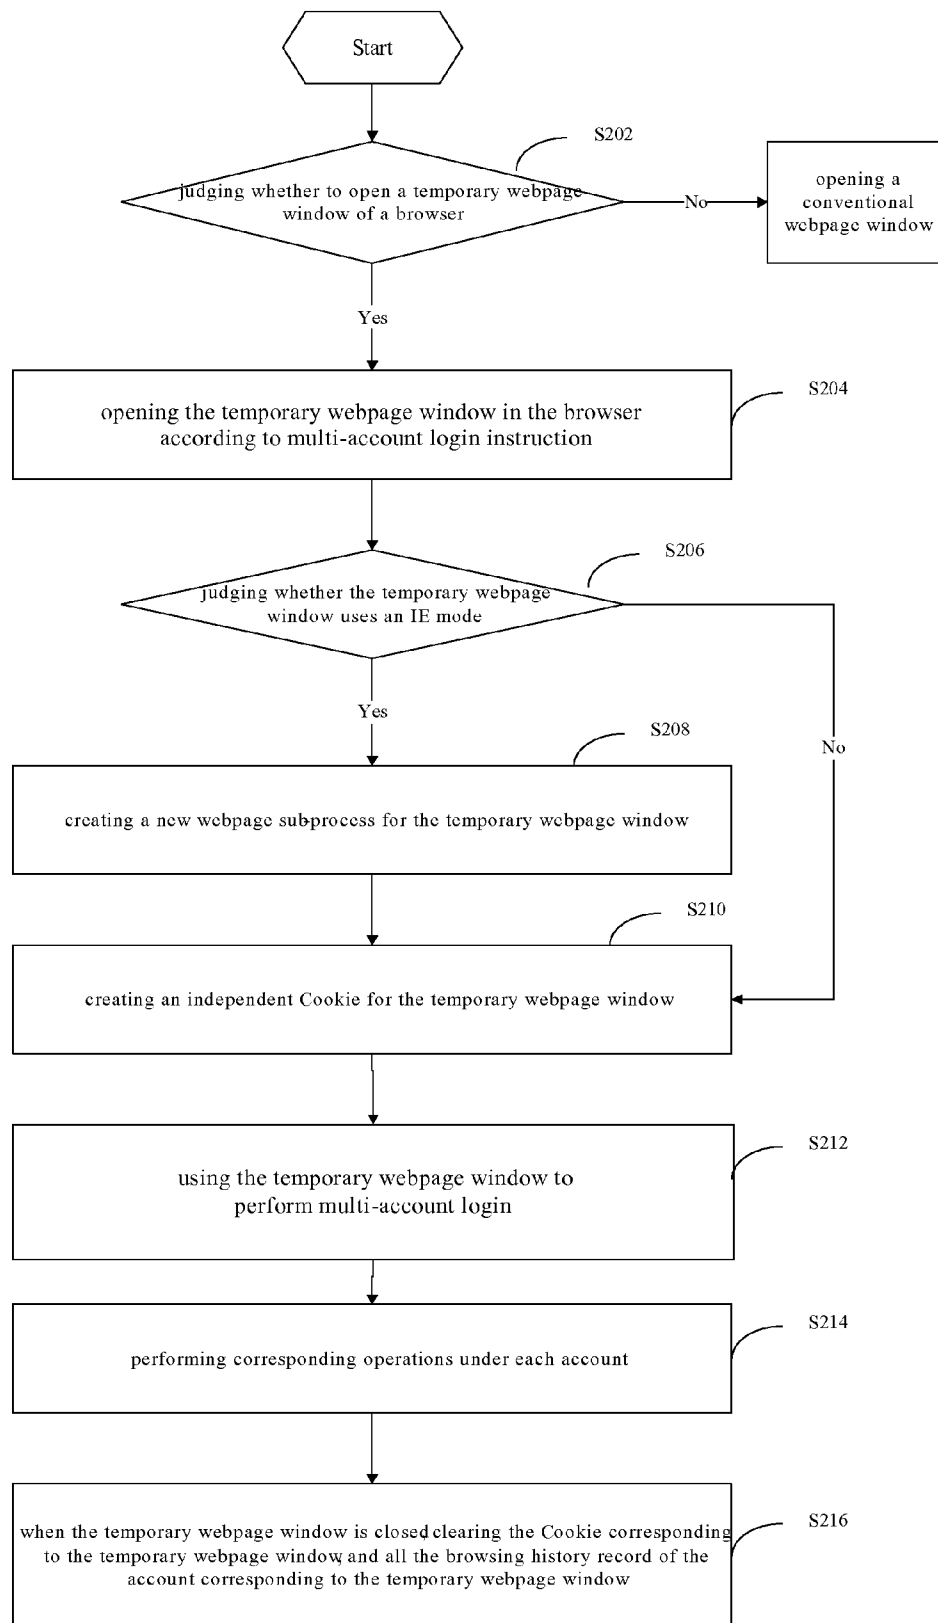 Start
S202
judging whether to open a temporary webpage
window of a browser
No
opening a
conventional
webpage window
Yes
S204
opening the temporary webpage window in the browser
according to multi-account login instruction
S206
judging whether the temporary webpage
window uses an IE mode
Yes
No
S208
creating a new webpage sub-process for the temporary webpage window
S210
creating an independent Cookie for the temporary webpage window
S212
using the temporary webpage window to
perform multi-account login
S214
performing corresponding operations under each account
S216
when the temporary webpage window is closed, clearing the Cookie corresponding
to the temporary webpage window, and all the browsing history record of the
account corresponding to the temporary webpage window